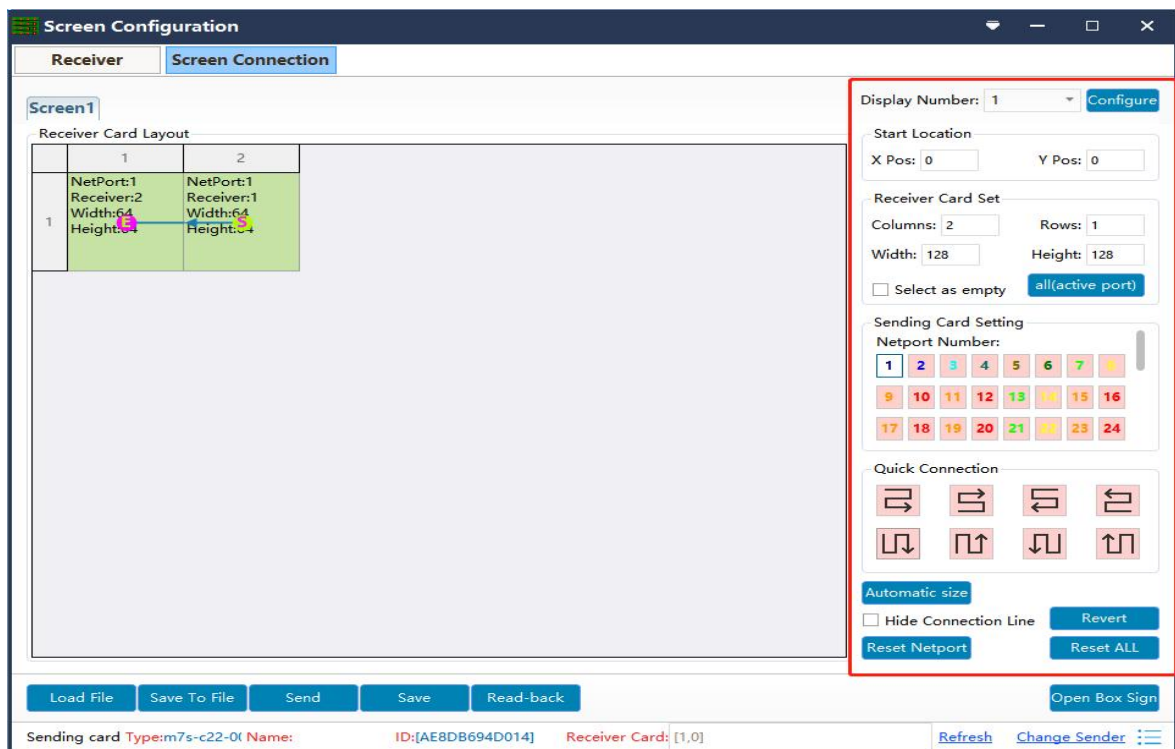 Screen Configuration
Receiver Screen Connection
Screen1
Receiver Card Layout
1 2
1
NetPort:1
Receiver:2
Width:64
E
NetPort:1
Receiver:1
Width:64
S
Display Number: 1 Configure
Start Location
X Pos: 0 Y Pos: 0
Receiver Card Set
Columns: 2 Rows: 1
Width: 128 Height: 128
Select as empty all(active port)
Sending Card Setting
Netport Number:
1 2 3 4 5 6 7 8
9 10 11 12 13 14 15 16
17 18 19 20 21 22 23 24
Quick Connection
Automatic size
Hide Connection Line Revert
Reset Netport Reset ALL
Load File Save To File Send Save Read-back Open Box Sign
Sending card Type:m7s-c22-0( Name: ID:[AE8DB694D014] Receiver Card: [1,0] Refresh Change Sender